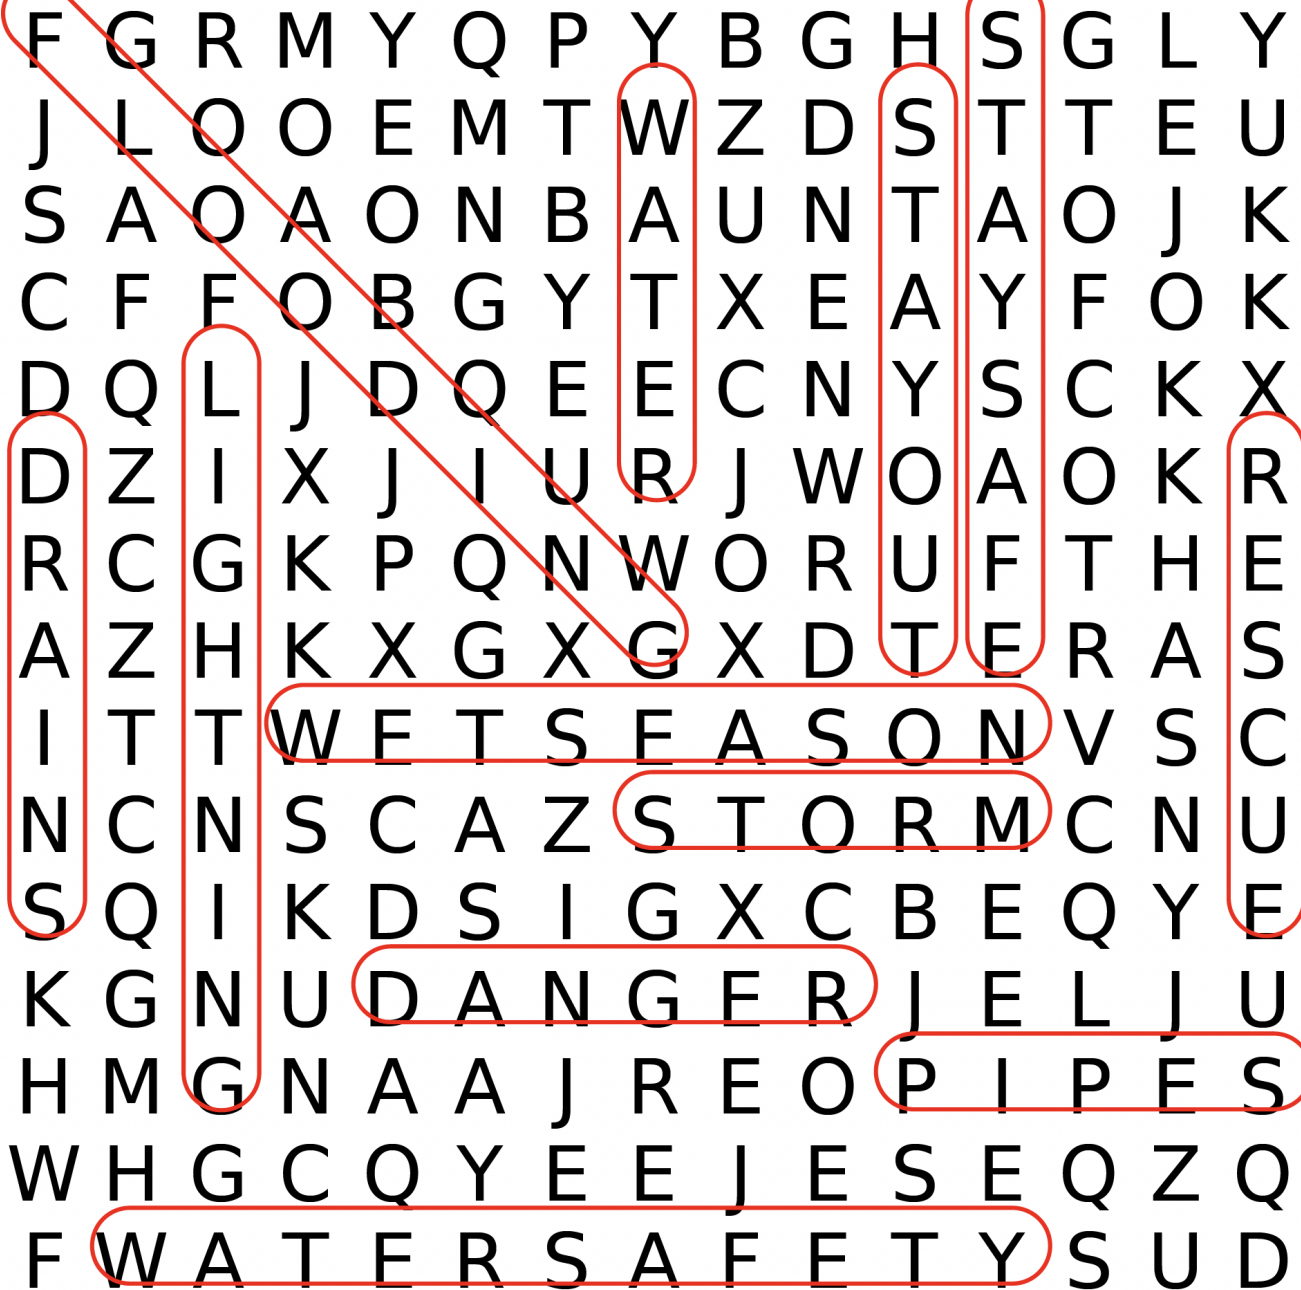 F G R M Y Q P Y B G H S G L Y
J L O O E M T W Z D S T T E U
S A O A O N B A U N T A O J K
C F F O B G Y T X E A Y F O K
D Q L J D Q E E C N Y S C K X
D Z I X J I U R J W O A O K R
R C G K P Q N W O R U F T H E
A Z H K X G X G X D T E R A S
I T T W E T S E A S O N V S C
N C N S C A Z S T O R M C N U
S Q I K D S I G X C B E Q Y E
K G N U D A N G E R J E L J U
H M G N A A J R E O P I P E S
W H G C Q Y E E J E S E Q Z Q
F W A T E R S A F E T Y S U D